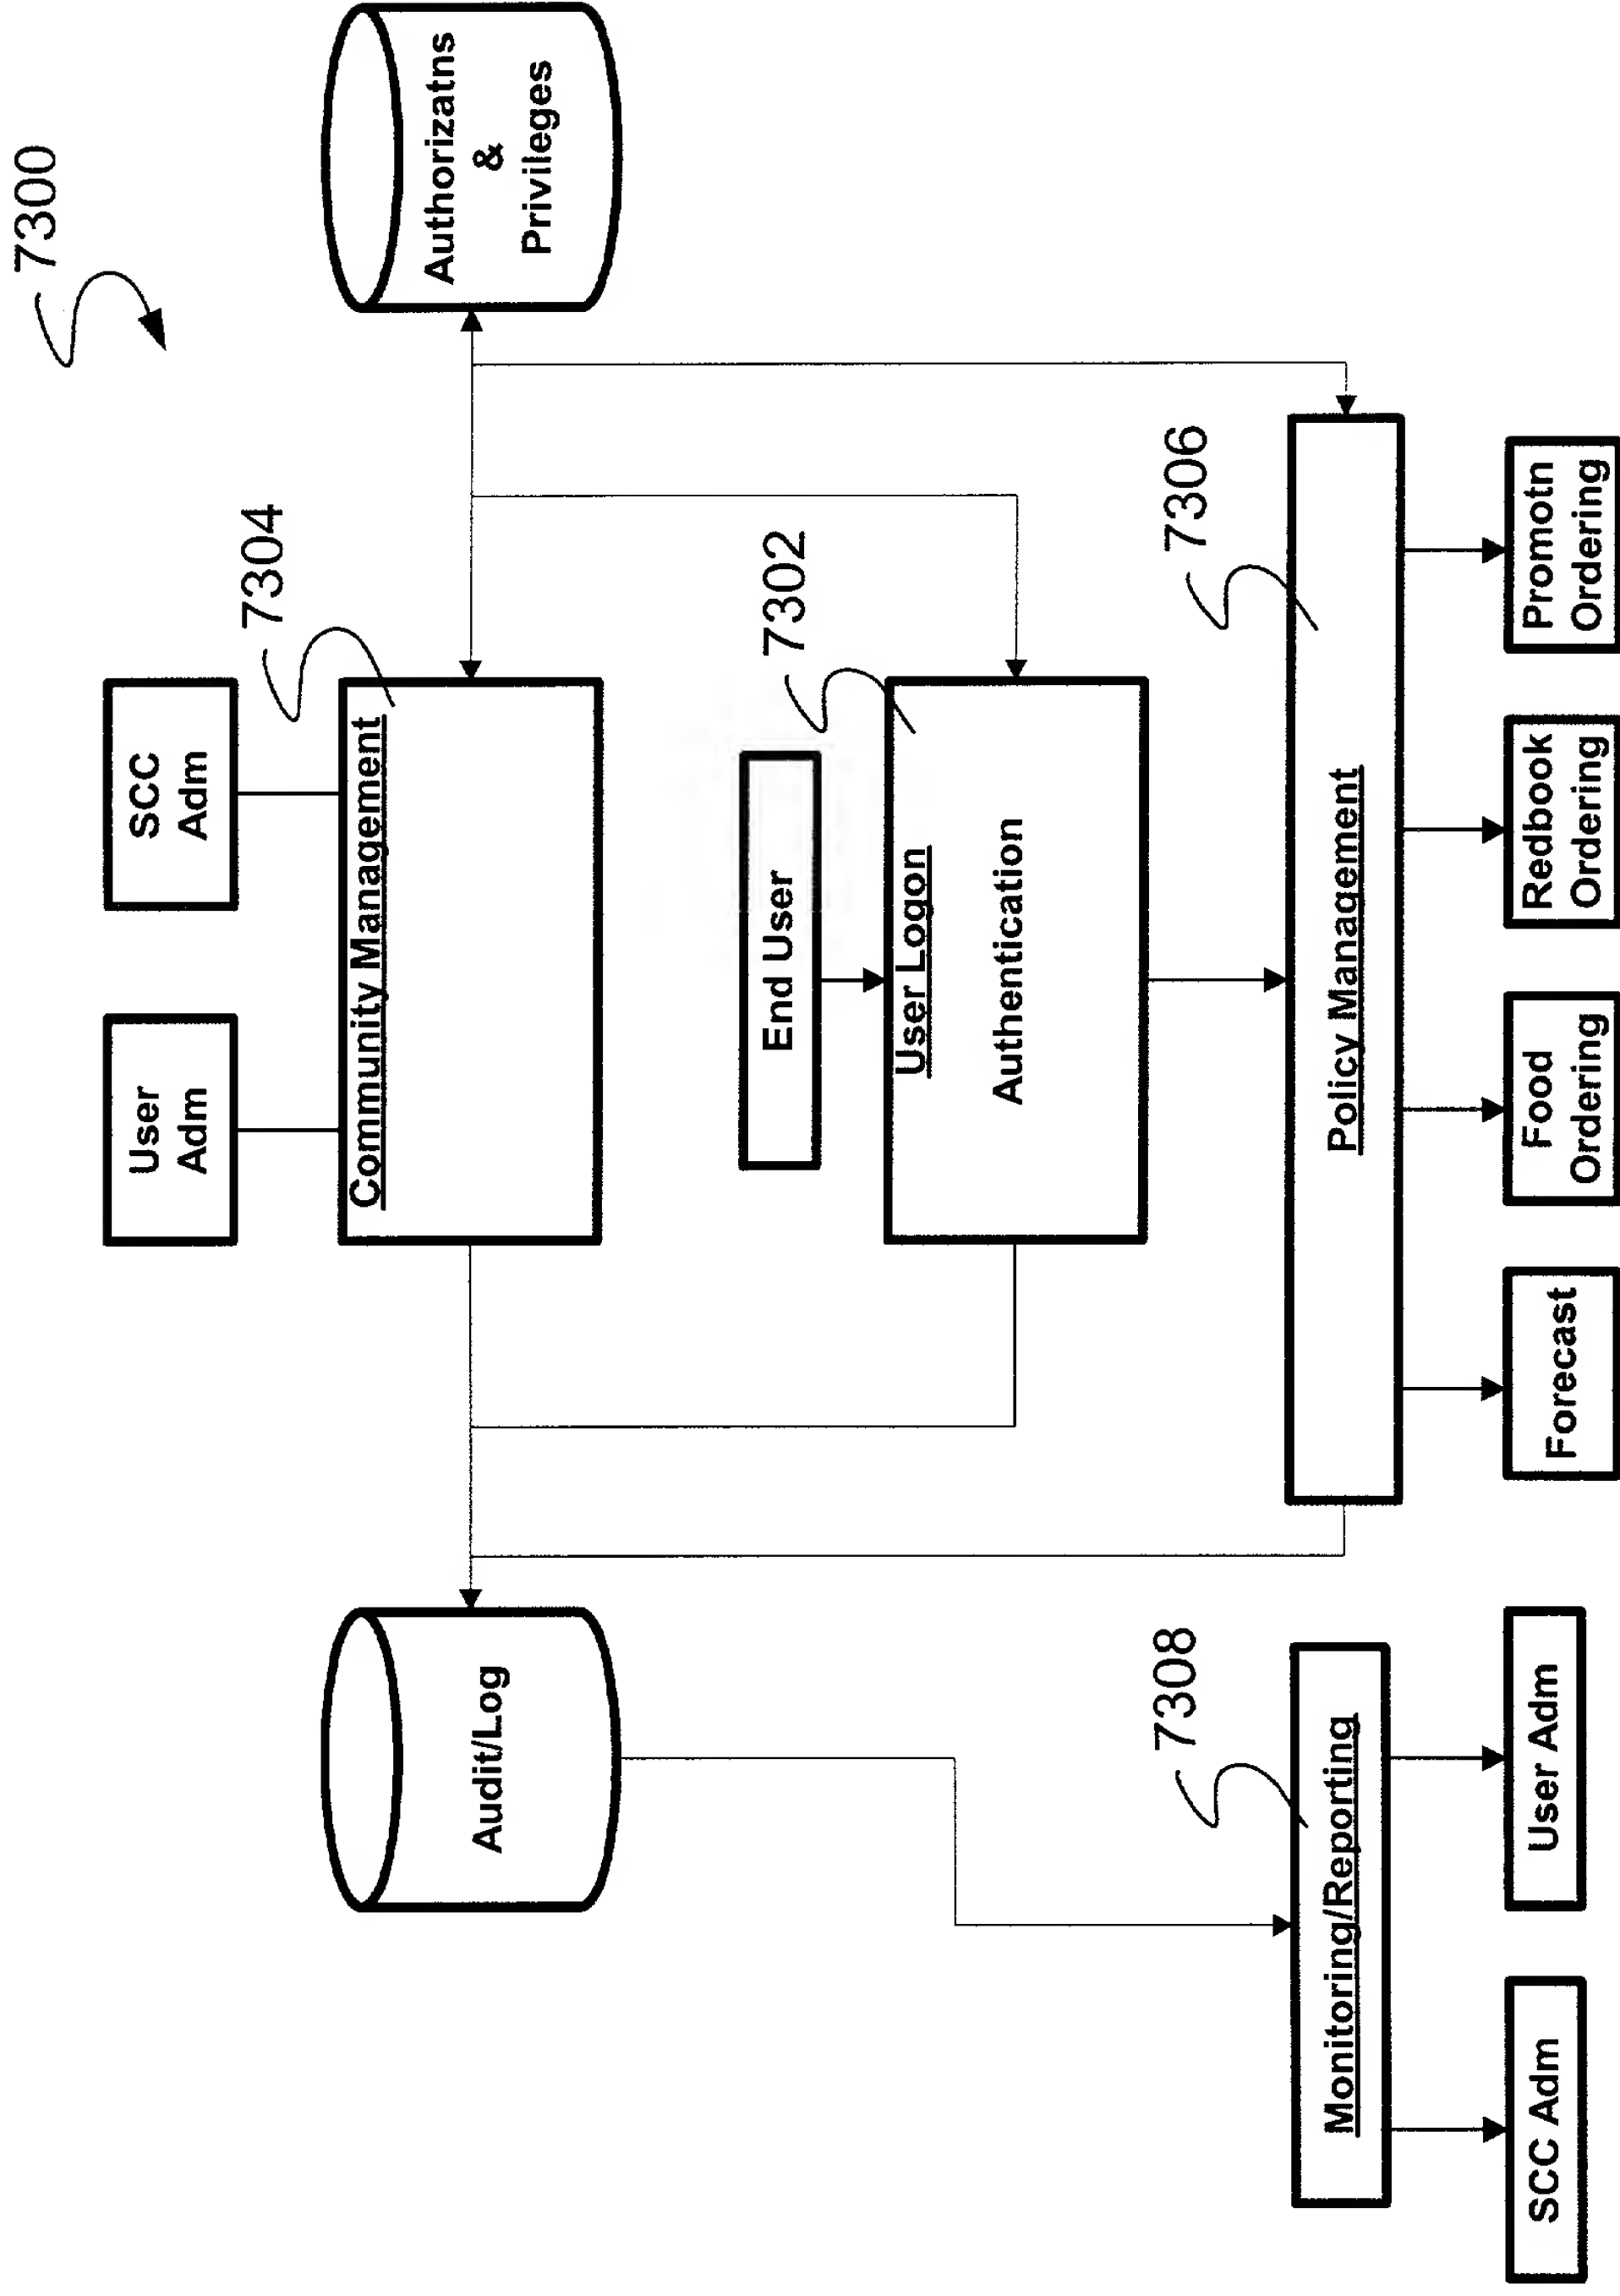 7300
User
Adm
SCC
Adm
7304
Community Management
Audit/Log
Authorizatns
&
Privileges
End User
7302
User Logon
Authentication
7308
7306
Monitoring/Reporting
Policy Management
SCC Adm
User Adm
Forecast
Food
Ordering
Redbook
Ordering
Promotn
Ordering